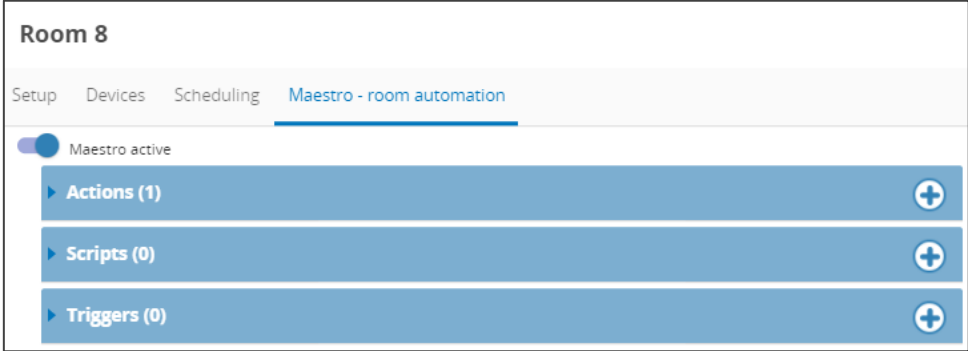 Room 8
Setup Devices Scheduling Maestro - room automation
Maestro active
Actions (1)
Scripts (0)
Triggers (0)